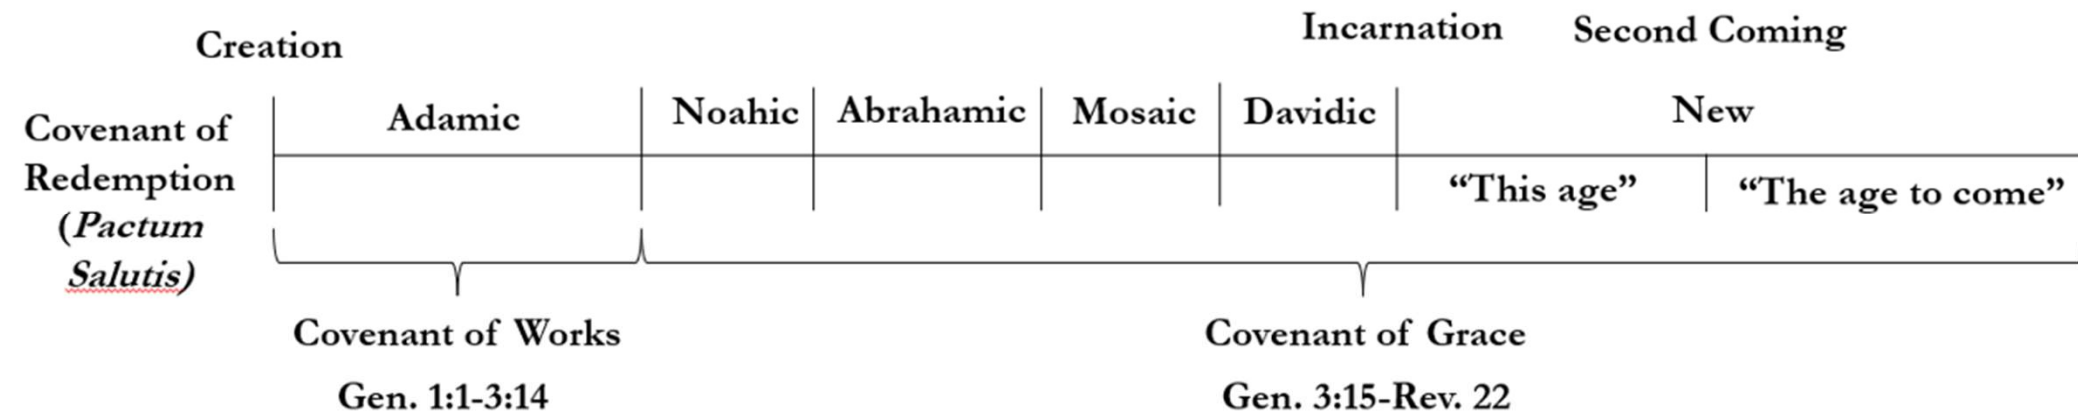 Creation
Incarnation
Second Coming
Covenant of
Redemption
(Pactum
Salutis)
Adamic
Noahic
Abrahamic
Mosaic
Davidic
New
“This age”
“The age to come”
Covenant of Works
Gen. 1:1-3:14
Covenant of Grace
Gen. 3:15-Rev. 22